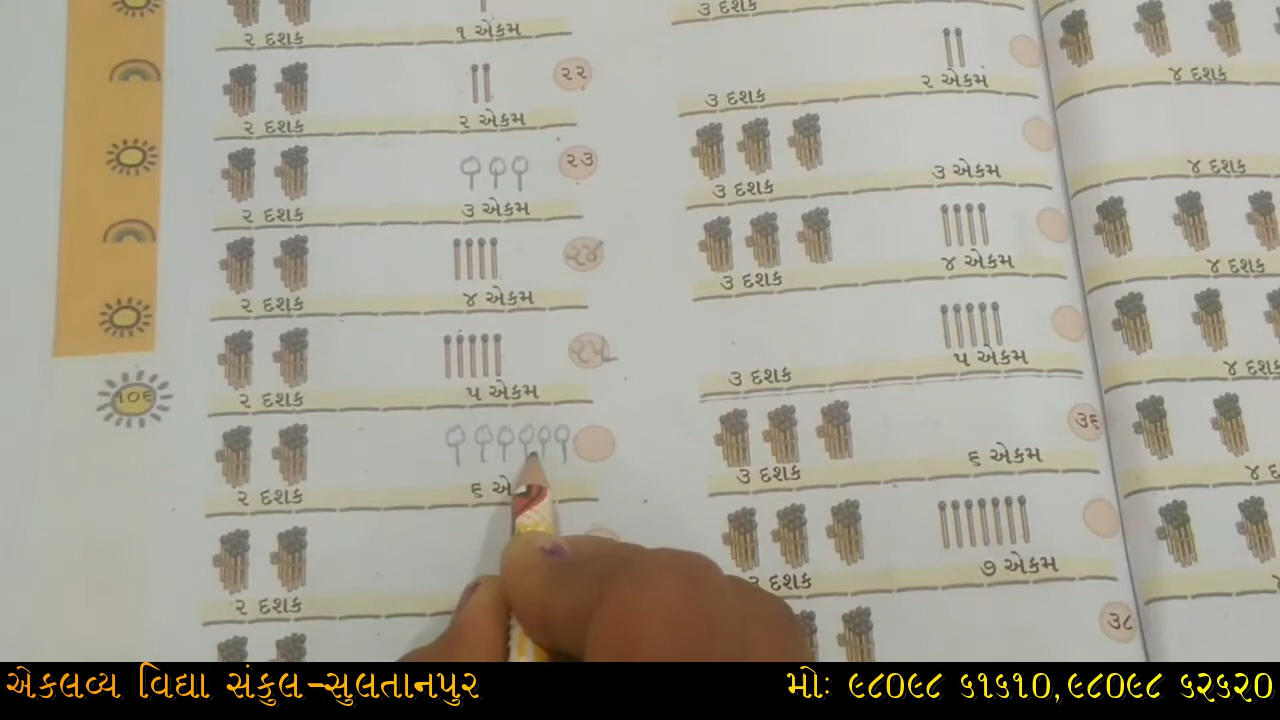 ૨ દશક ૧ એકમ
૨૨
૨ દશક ૨ એકમ
૨૩
૨ દશક ૩ એકમ
૨૪
૨ દશક ૪ એકમ
૨૫
૨ દશક ૫ એકમ
૧૦૬
૨ દશક
૨ દશક
૩ દશક
૩ દશક ૨ એકમ
૩ દશક ૩ એકમ
૩ દશક ૪ એકમ
૩ દશક ૫ એકમ
૩૬
૩ દશક ૬ એકમ
૩ દશક ૭ એકમ
૩૮
૪ દશક
૪ દશક
૪ દશક
૪ દશક
એકલવ્ય વિદ્યા સંકુલ-સુલતાનપુર
મોઃ ૯૮૦૯૮ ૬૧૬૧૦,૯૮૦૯૮ ૬૨૬૨૦